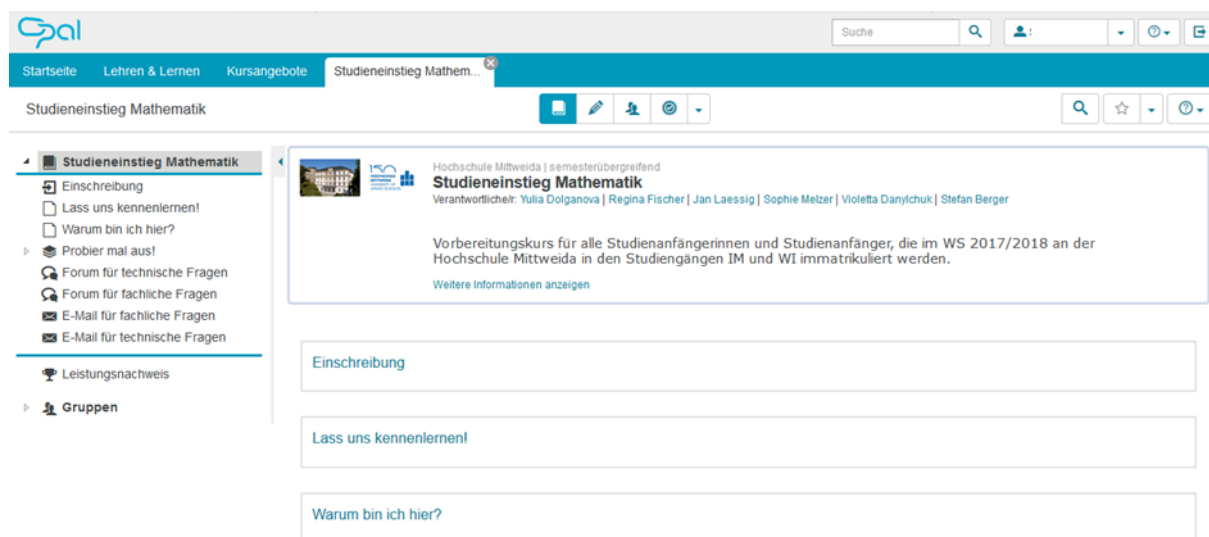 Opal
Suche
Startseite Lehren & Lernen Kursangebote Studieneinstieg Mathem...
Studieneinstieg Mathematik
Studieneinstieg Mathematik
Einschreibung
Lass uns kennenlernen!
Warum bin ich hier?
Probier mal aus!
Forum für technische Fragen
Forum für fachliche Fragen
E-Mail für fachliche Fragen
E-Mail für technische Fragen
Leistungsnachweis
Gruppen
150
HOCHSCHULE
MITTWEIDA
Hochschule Mittweida | semesterübergreifend
Studieneinstieg Mathematik
Verantwortliche/r: Yulia Dolganova | Regina Fischer | Jan Laessig | Sophie Melzer | Violetta Danylchuk | Stefan Berger
Vorbereitungskurs für alle Studienanfängerinnen und Studienanfänger, die im WS 2017/2018 an der
Hochschule Mittweida in den Studiengängen IM und WI immatrikuliert werden.
Weitere Informationen anzeigen
Einschreibung
Lass uns kennenlernen!
Warum bin ich hier?